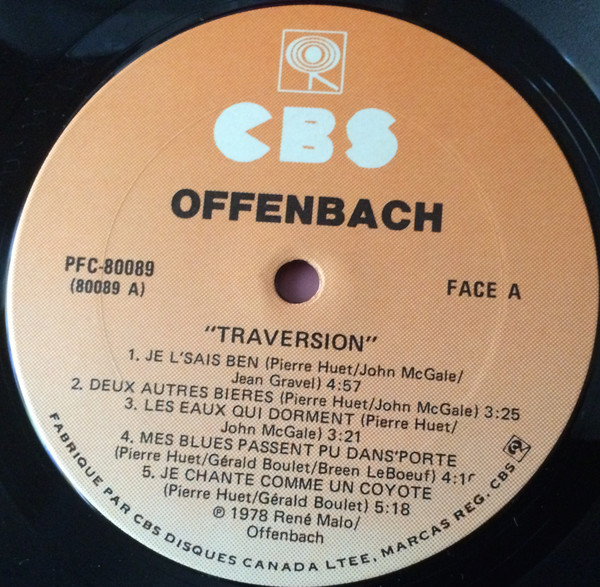 CBS
OFFENBACH
PFC-80089
(80089 A)
FACE A
"TRAVERSION"
1. JE L'SAIS BEN (Pierre Huet/John McGale/
Jean Gravel) 4:57
2. DEUX AUTRES BIERES (Pierre Huet/John McGale) 3:25
3. LES EAUX QUI DORMENT (Pierre Huet/
John McGale) 3:21
4. MES BLUES PASSENT PU DANS'PORTE
(Pierre Huet/Gérald Boulet/Breen LeBoeuf)
5. JE CHANTE COMME UN COYOTE
(Pierre Huet/Gérald Boulet) 5:18
℗ 1978 René Malo/
Offenbach
FABRIQUE PAR CBS DISQUES CANADA LTEE, MARCAS REG. CBS